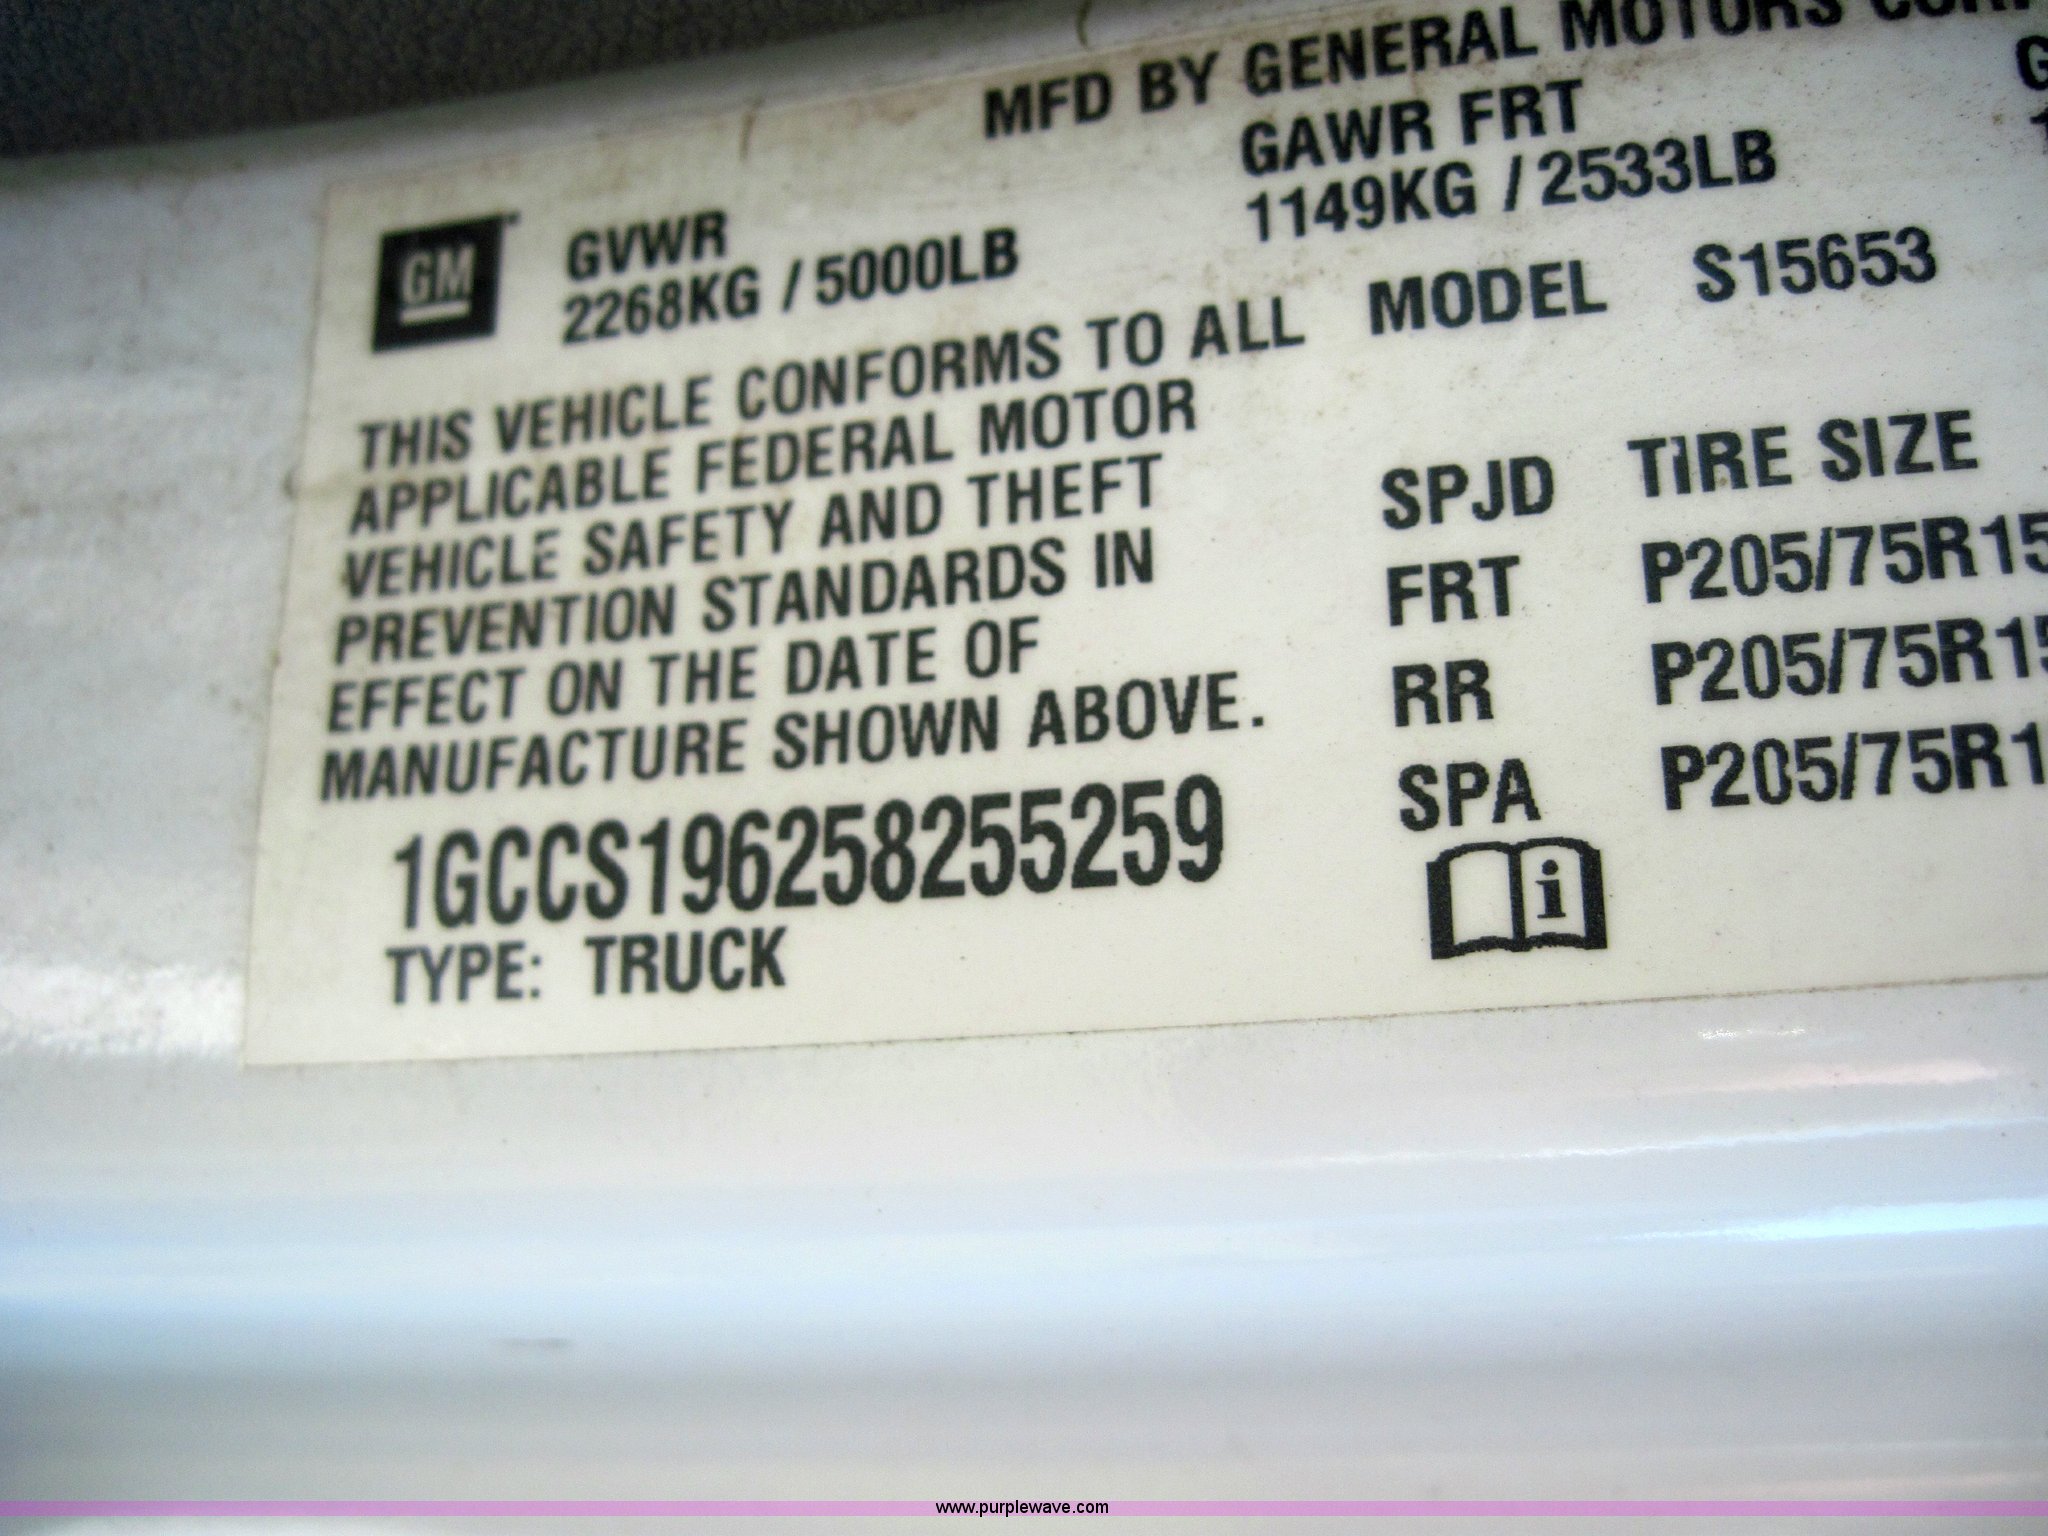 MFD BY GENERAL MOTORS
GM
GVWR
2268KG / 5000LB
GAWR FRT
1149KG / 2533LB
THIS VEHICLE CONFORMS TO ALL
APPLICABLE FEDERAL MOTOR
VEHICLE SAFETY AND THEFT
PREVENTION STANDARDS IN
EFFECT ON THE DATE OF
MANUFACTURE SHOWN ABOVE.
1GCCS196258255259
TYPE: TRUCK
MODEL S15653
SPJD TIRE SIZE
FRT P205/75R15
RR P205/75R15
SPA P205/75R1
i
www.purplewave.com